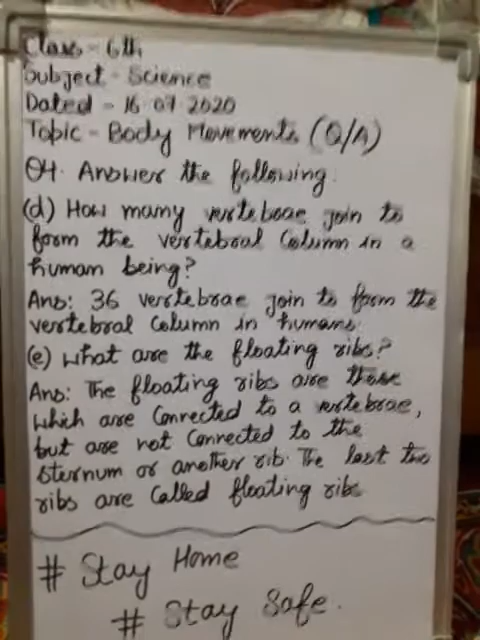 Class - 6th
Subject - Science
Dated - 16 07 2020
Topic - Body Movements (Q/A)
Q4. Answer the following.
(d) How many vertebrae join to
form the vertebral Column in a
human being?
Ans: 36 vertebrae join to form the
vertebral Column in humans.
(e) What are the floating ribs?
Ans: The floating ribs are those
which are Connected to a vertebrae,
but are not Connected to the
sternum or another rib. The last two
ribs are Called floating ribs
# Stay Home
# Stay Safe.